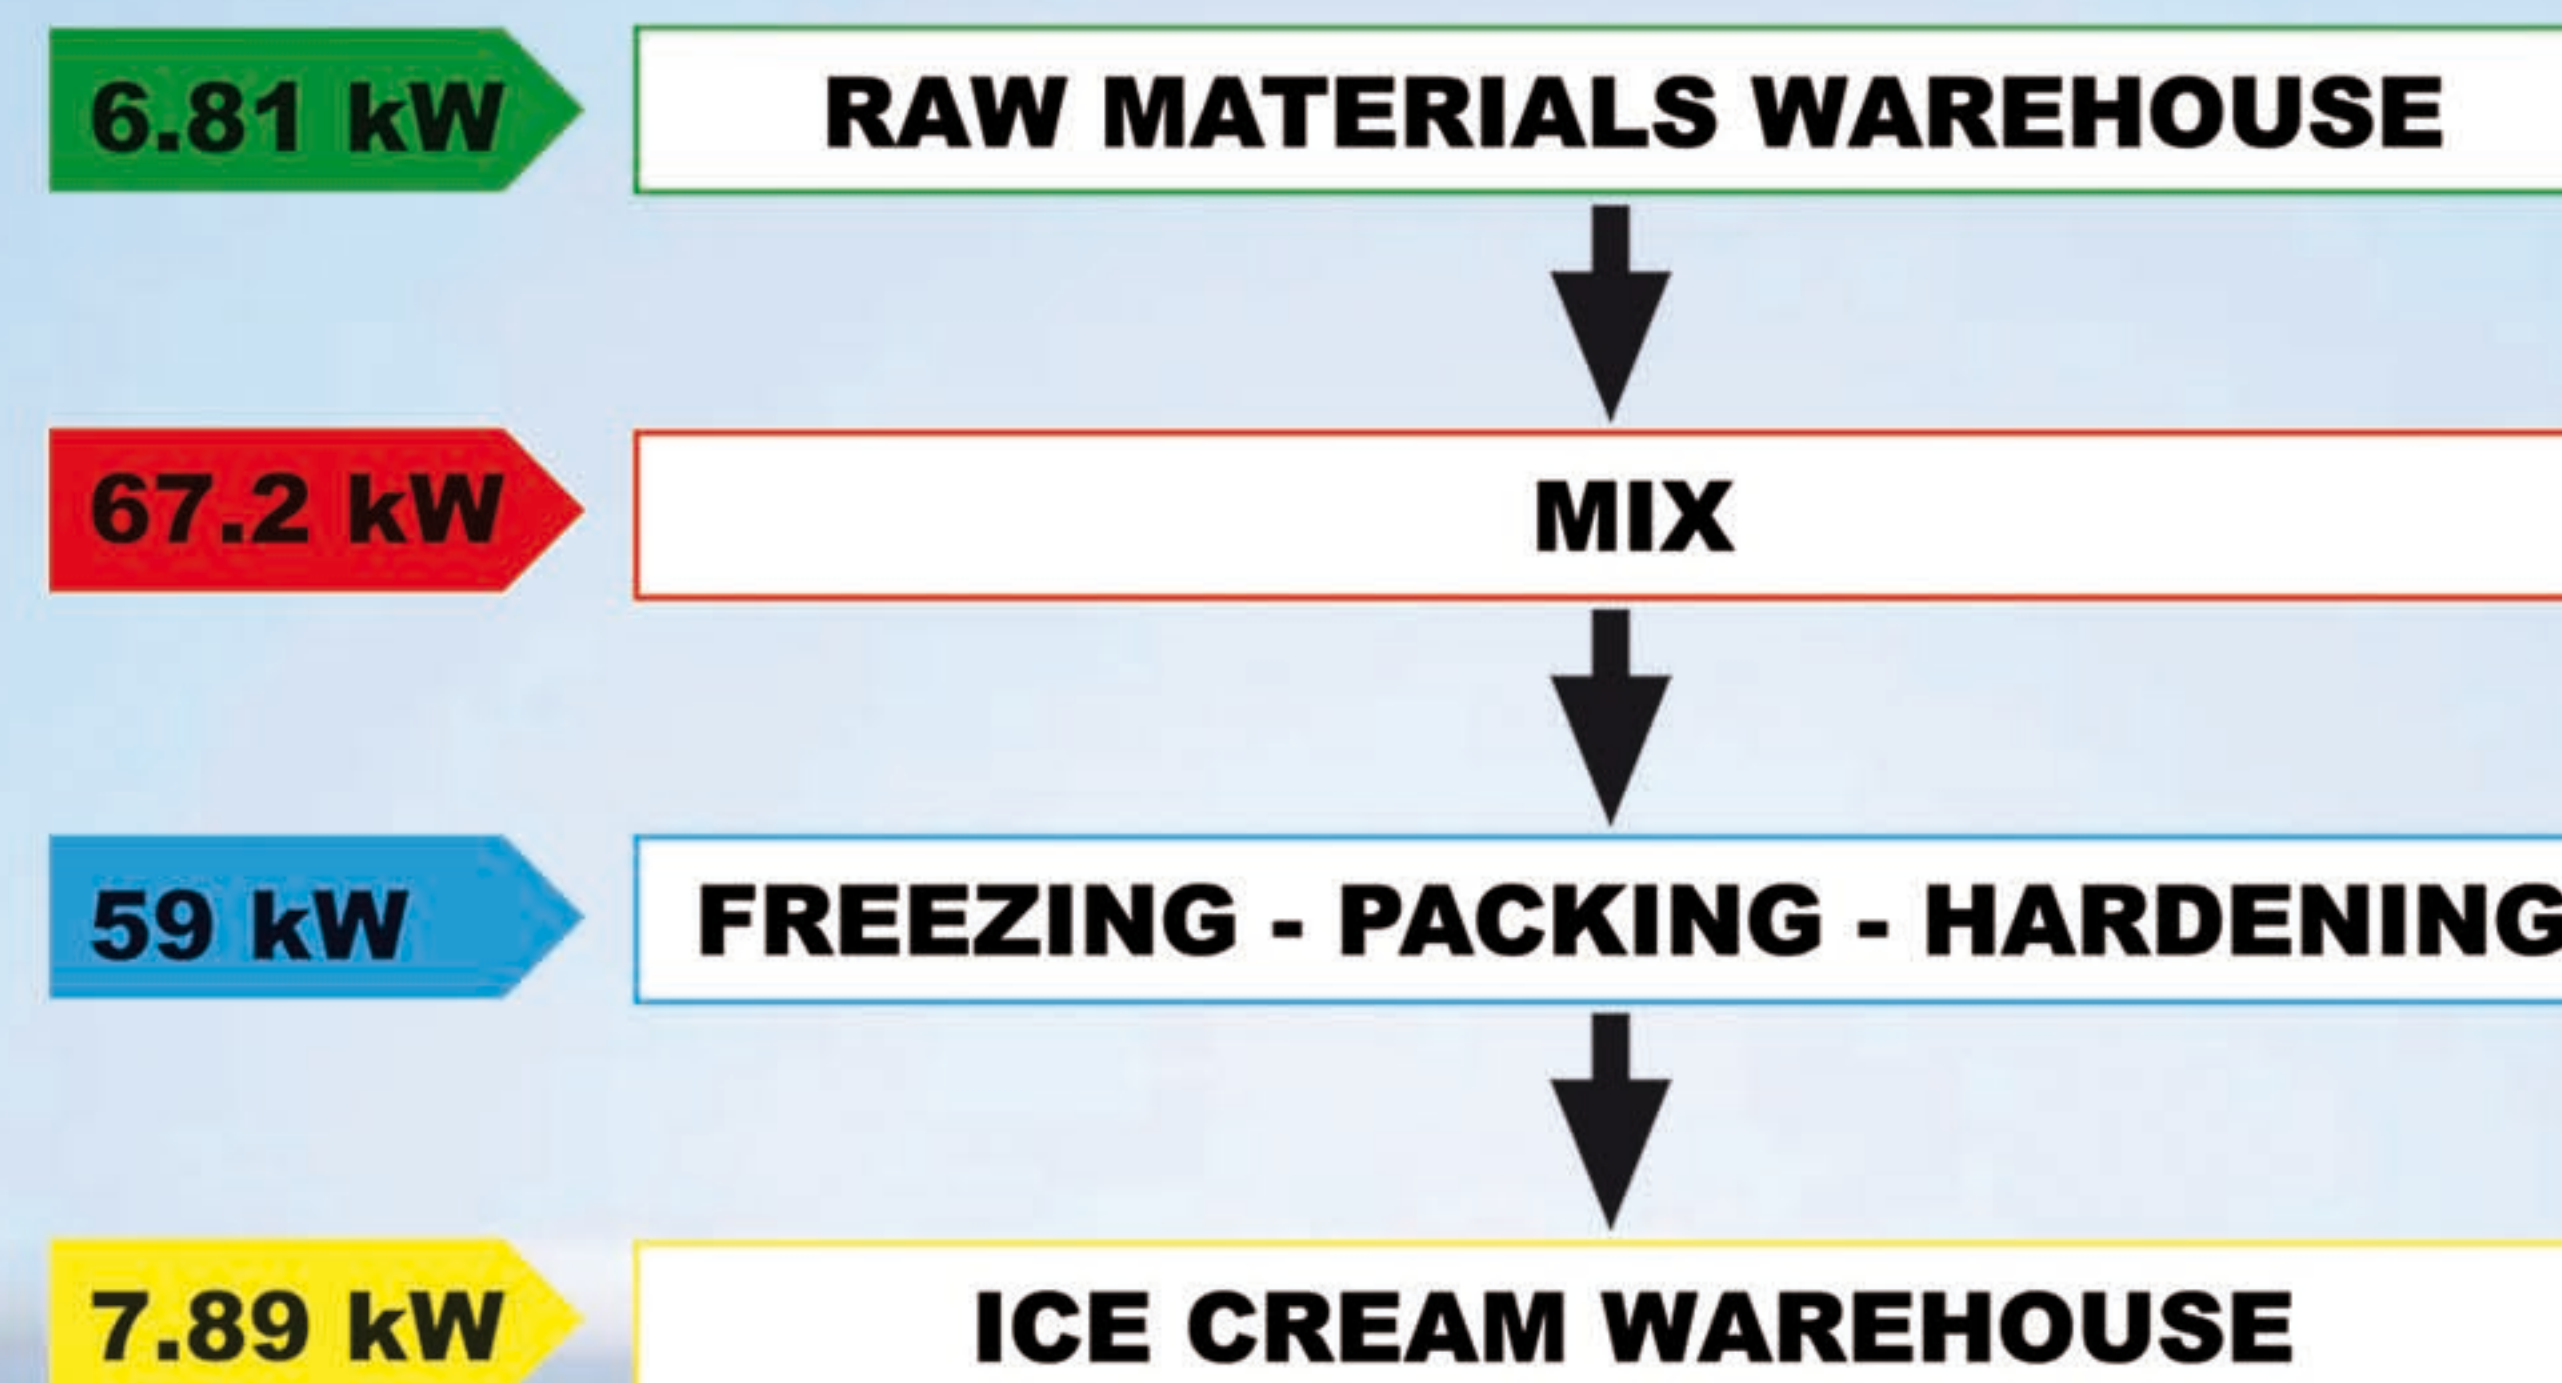 6.81 kW
RAW MATERIALS WAREHOUSE
67.2 kW
MIX
59 kW
FREEZING - PACKING - HARDENING
7.89 kW
ICE CREAM WAREHOUSE